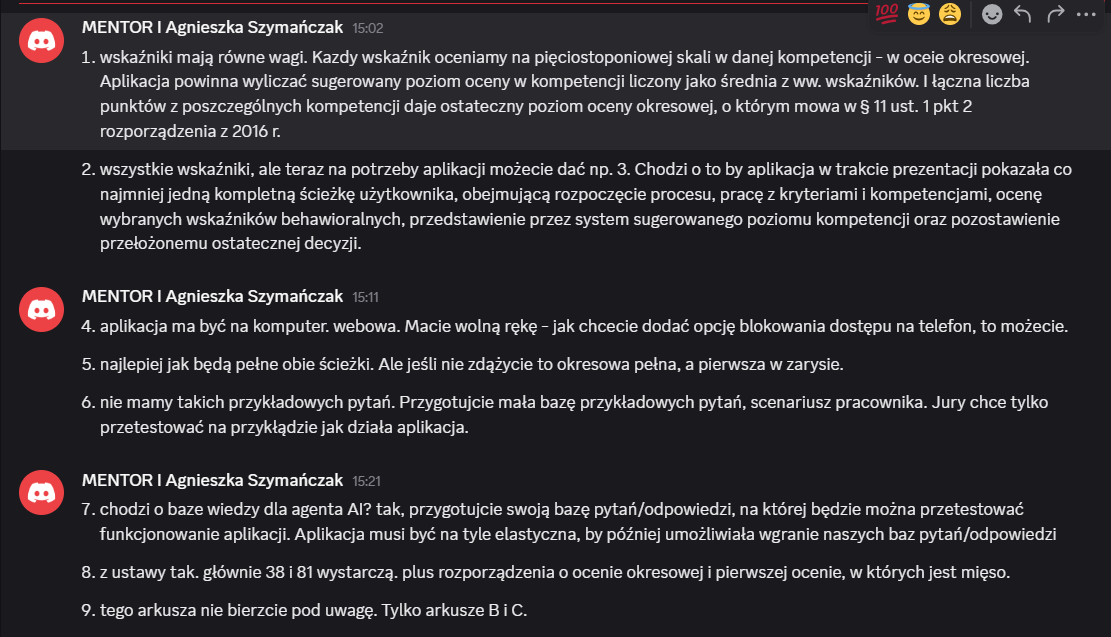 100
MENTOR I Agnieszka Szymańczak 15:02
1. wskaźniki mają równe wagi. Kazdy wskaźnik oceniamy na pięciostoponiowej skali w danej kompetencji - w oceie okresowej.
Aplikacja powinna wyliczać sugerowany poziom oceny w kompetencji liczony jako średnia z ww. wskaźników. I łączna liczba
punktów z poszczególnych kompetencji daje ostateczny poziom oceny okresowej, o którym mowa w § 11 ust. 1 pkt 2
rozporządzenia z 2016 r.
2. wszystkie wskaźniki, ale teraz na potrzeby aplikacji możecie dać np. 3. Chodzi o to by aplikacja w trakcie prezentacji pokazała co
najmniej jedną kompletną ścieżkę użytkownika, obejmującą rozpoczęcie procesu, pracę z kryteriami i kompetencjami, ocenę
wybranych wskaźników behawioralnych, przedstawienie przez system sugerowanego poziomu kompetencji oraz pozostawienie
przełożonemu ostatecznej decyzji.
MENTOR I Agnieszka Szymańczak 15:11
4. aplikacja ma być na komputer. webowa. Macie wolną rękę - jak chcecie dodać opcję blokowania dostępu na telefon, to możecie.
5. najlepiej jak będą pełne obie ścieżki. Ale jeśli nie zdążycie to okresowa pełna, a pierwsza w zarysie.
6. nie mamy takich przykładowych pytań. Przygotujcie mała bazę przykładowych pytań, scenariusz pracownika. Jury chce tylko
przetestować na przykłądzie jak działa aplikacja.
MENTOR I Agnieszka Szymańczak 15:21
7. chodzi o baze wiedzy dla agenta AI? tak, przygotujcie swoją bazę pytań/odpowiedzi, na której będzie można przetestować
funkcjonowanie aplikacji. Aplikacja musi być na tyle elastyczna, by później umożliwiała wgranie naszych baz pytań/odpowiedzi
8. z ustawy tak. głównie 38 i 81 wystarczą. plus rozporządzenia o ocenie okresowej i pierwszej ocenie, w których jest mięso.
9. tego arkusza nie bierzcie pod uwagę. Tylko arkusze B i C.